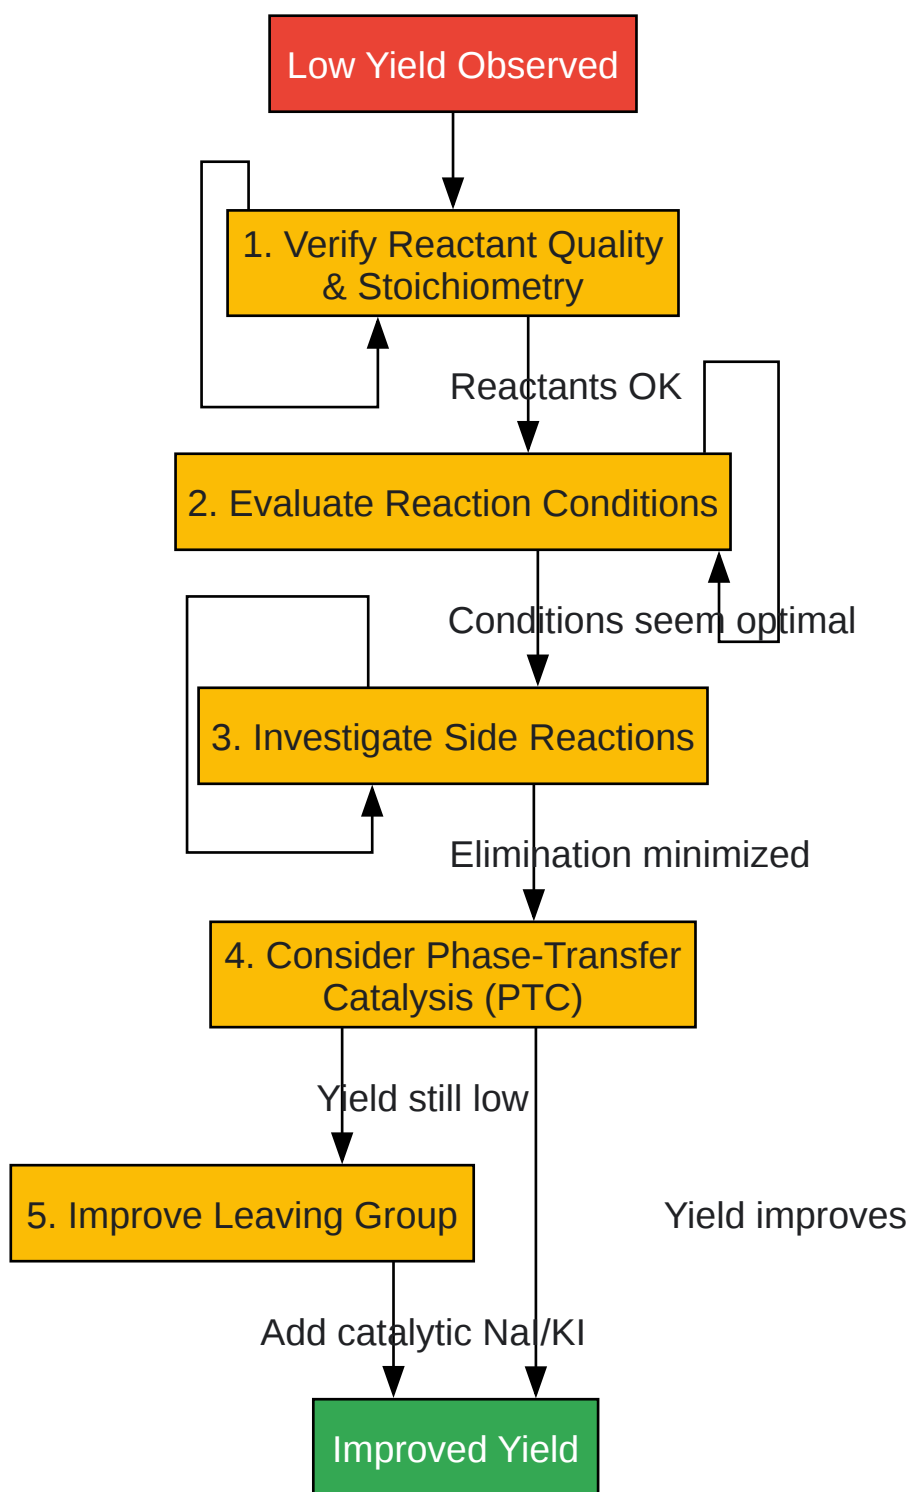 Low Yield Observed
1. Verify Reactant Quality
& Stoichiometry
Reactants OK
2. Evaluate Reaction Conditions
Conditions seem optimal
3. Investigate Side Reactions
Elimination minimized
4. Consider Phase-Transfer
Catalysis (PTC)
Yield still low
5. Improve Leaving Group
Yield improves
Add catalytic NaI/KI
Improved Yield